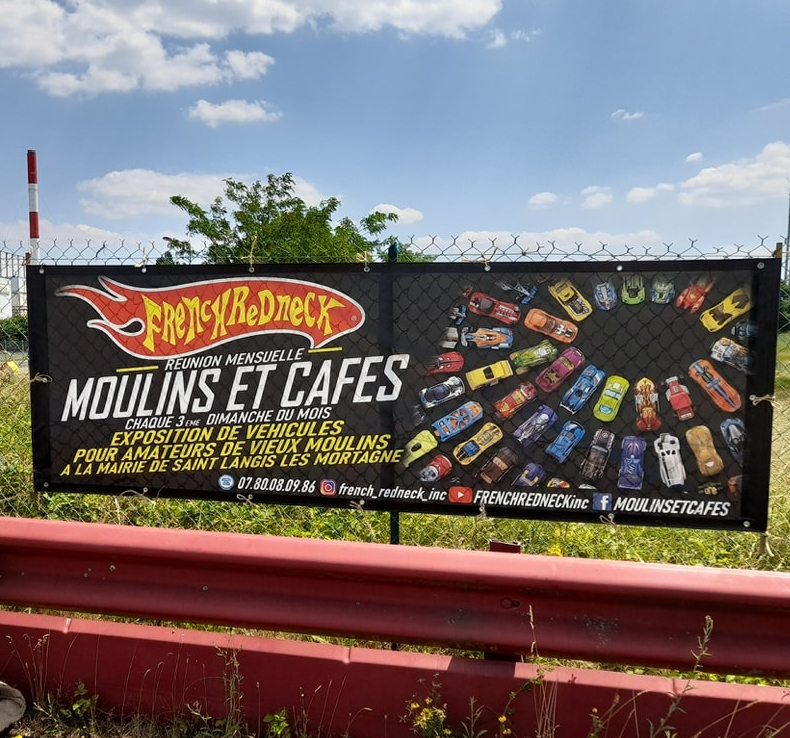 FRENCHREDNECK
RÉUNION MENSUELLE
MOULINS ET CAFES
CHAQUE 3 EME DIMANCHE DU MOIS
EXPOSITION DE VEHICULES
POUR AMATEURS DE VIEUX MOULINS
A LA MAIRIE DE SAINT LANGIS LES MORTAGNE
07.80.08.09.86 french_redneck_inc FRENCHREDNECKinc MOULINSETCAFES